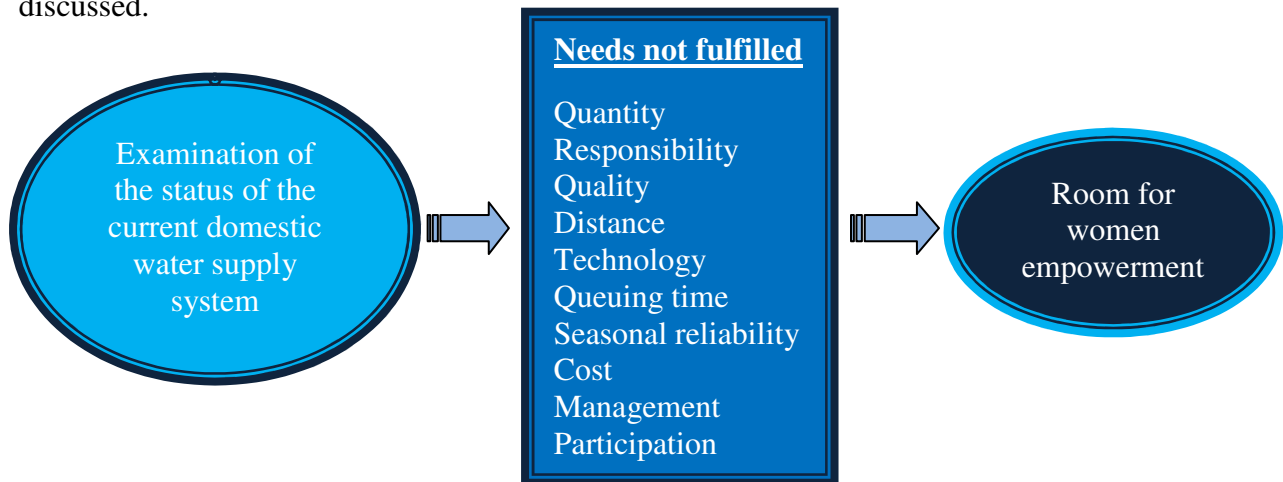 discussed.
Examination of
the status of the
current domestic
water supply
system
Needs not fulfilled
Quantity
Responsibility
Quality
Distance
Technology
Queuing time
Seasonal reliability
Cost
Management
Participation
Room for
women
empowerment